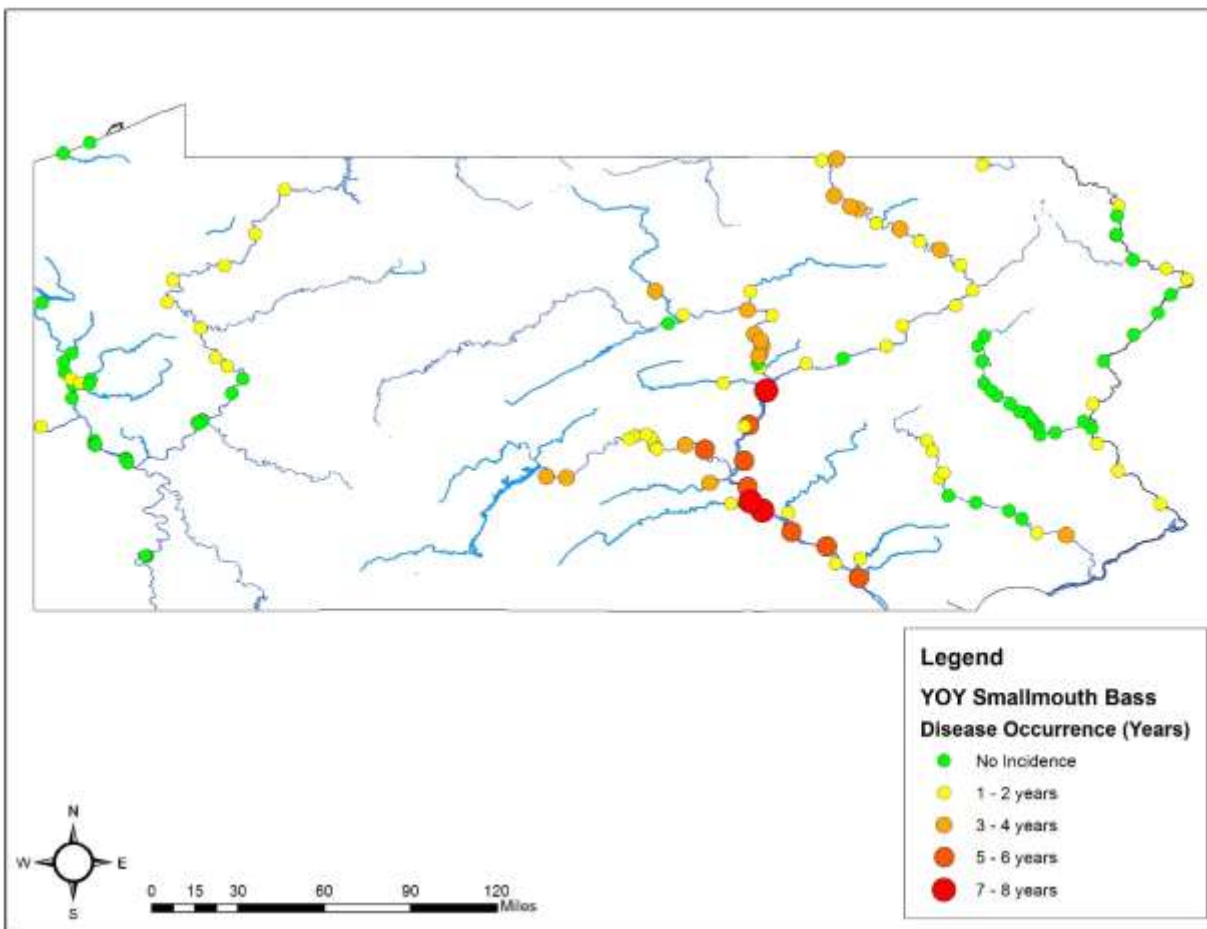 Legend
YOY Smallmouth Bass
Disease Occurrence (Years)
No Incidence
1 - 2 years
3 - 4 years
5 - 6 years
7 - 8 years
N
W E
S
0 15 30 60 90 120
Miles